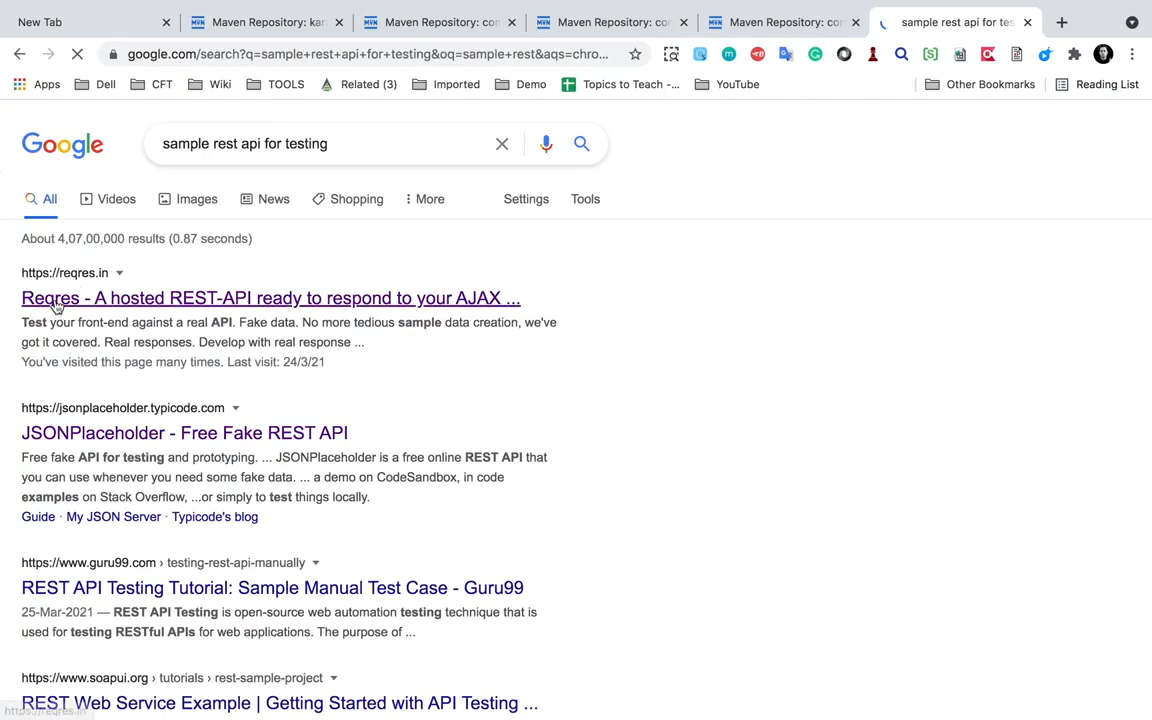 New Tab
Maven Repository: kara
Maven Repository: com
Maven Repository: cor
Maven Repository: cor
sample rest api for tes
google.com/search?q=sample+rest+api+for+testing&oq=sample+rest&aqs=chro...
Apps
Dell
CFT
Wiki
TOOLS
Related (3)
Imported
Demo
Topics to Teach -...
YouTube
Other Bookmarks
Reading List
Google
sample rest api for testing
All
Videos
Images
News
Shopping
More
Settings
Tools
About 4,07,00,000 results (0.87 seconds)
https://reqres.in
Reqres - A hosted REST-API ready to respond to your AJAX ...
Test your front-end against a real API. Fake data. No more tedious sample data creation, we've
got it covered. Real responses. Develop with real response ...
You've visited this page many times. Last visit: 24/3/21
https://jsonplaceholder.typicode.com
JSONPlaceholder - Free Fake REST API
Free fake API for testing and prototyping. ... JSONPlaceholder is a free online REST API that
you can use whenever you need some fake data. ... a demo on CodeSandbox, in code
examples on Stack Overflow, ...or simply to test things locally.
Guide · My JSON Server · Typicode's blog
https://www.guru99.com › testing-rest-api-manually
REST API Testing Tutorial: Sample Manual Test Case - Guru99
25-Mar-2021 — REST API Testing is open-source web automation testing technique that is
used for testing RESTful APIs for web applications. The purpose of ...
https://www.soapui.org › tutorials › rest-sample-project
REST Web Service Example | Getting Started with API Testing ...
https://reqres.in